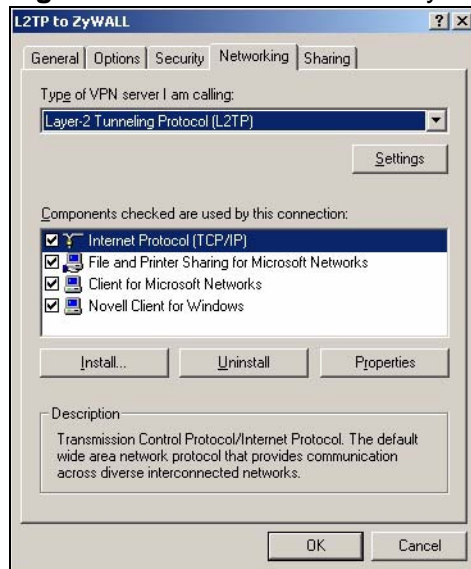 L2TP to ZyWALL
General Options Security Networking Sharing
Type of VPN server I am calling:
Layer-2 Tunneling Protocol (L2TP)
Settings
Components checked are used by this connection:
Internet Protocol (TCP/IP)
File and Printer Sharing for Microsoft Networks
Client for Microsoft Networks
Novell Client for Windows
Install... Uninstall Properties
Description
Transmission Control Protocol/Internet Protocol. The default
wide area network protocol that provides communication
across diverse interconnected networks.
OK Cancel